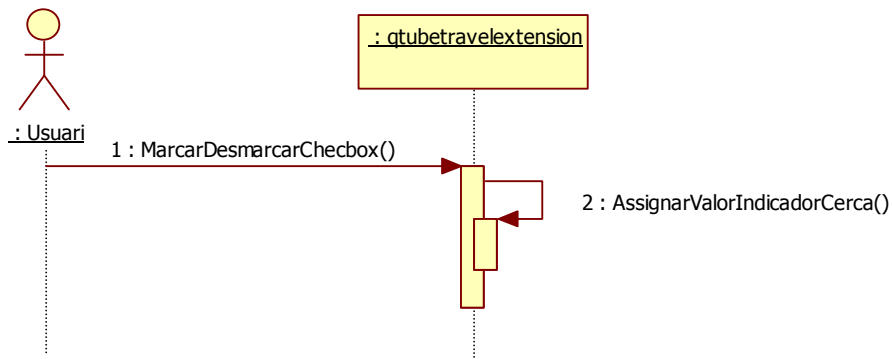 : qtubetravelextension
: Usuari
1 : MarcarDesmarcarChecbox()
2 : AssignarValorIndicadorCerca()